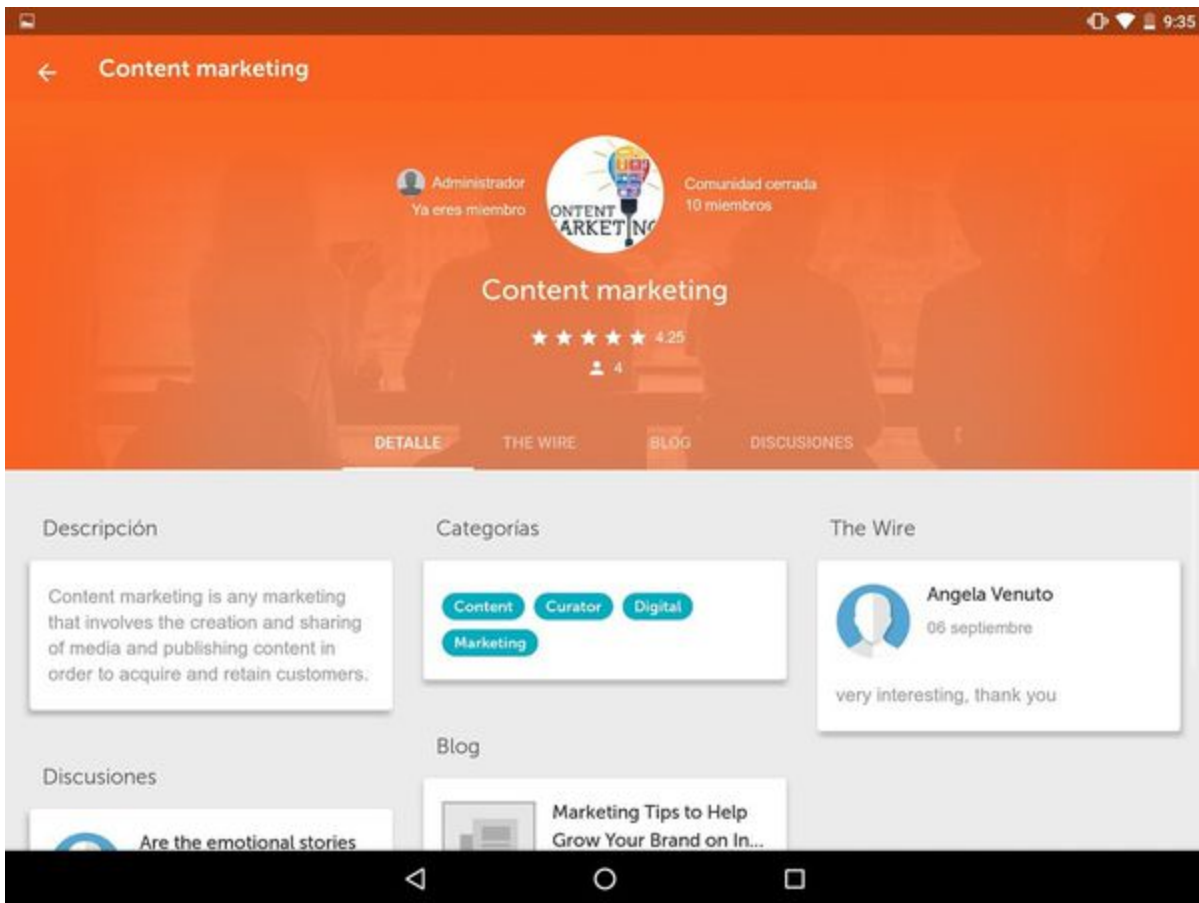 9:35
Content marketing
Administrador
Ya eres miembro
ONTENT
ARKETING
Comunidad cerrada
10 miembros
Content marketing
4.25
4
DETALLE THE WIRE BLOG DISCUSIONES
Descripción
Content marketing is any marketing
that involves the creation and sharing
of media and publishing content in
order to acquire and retain customers.
Discusiones
Are the emotional stories
Categorías
Content Curator Digital
Marketing
Blog
Marketing Tips to Help
Grow Your Brand on In...
The Wire
Angela Venuto
06 septiembre
very interesting, thank you